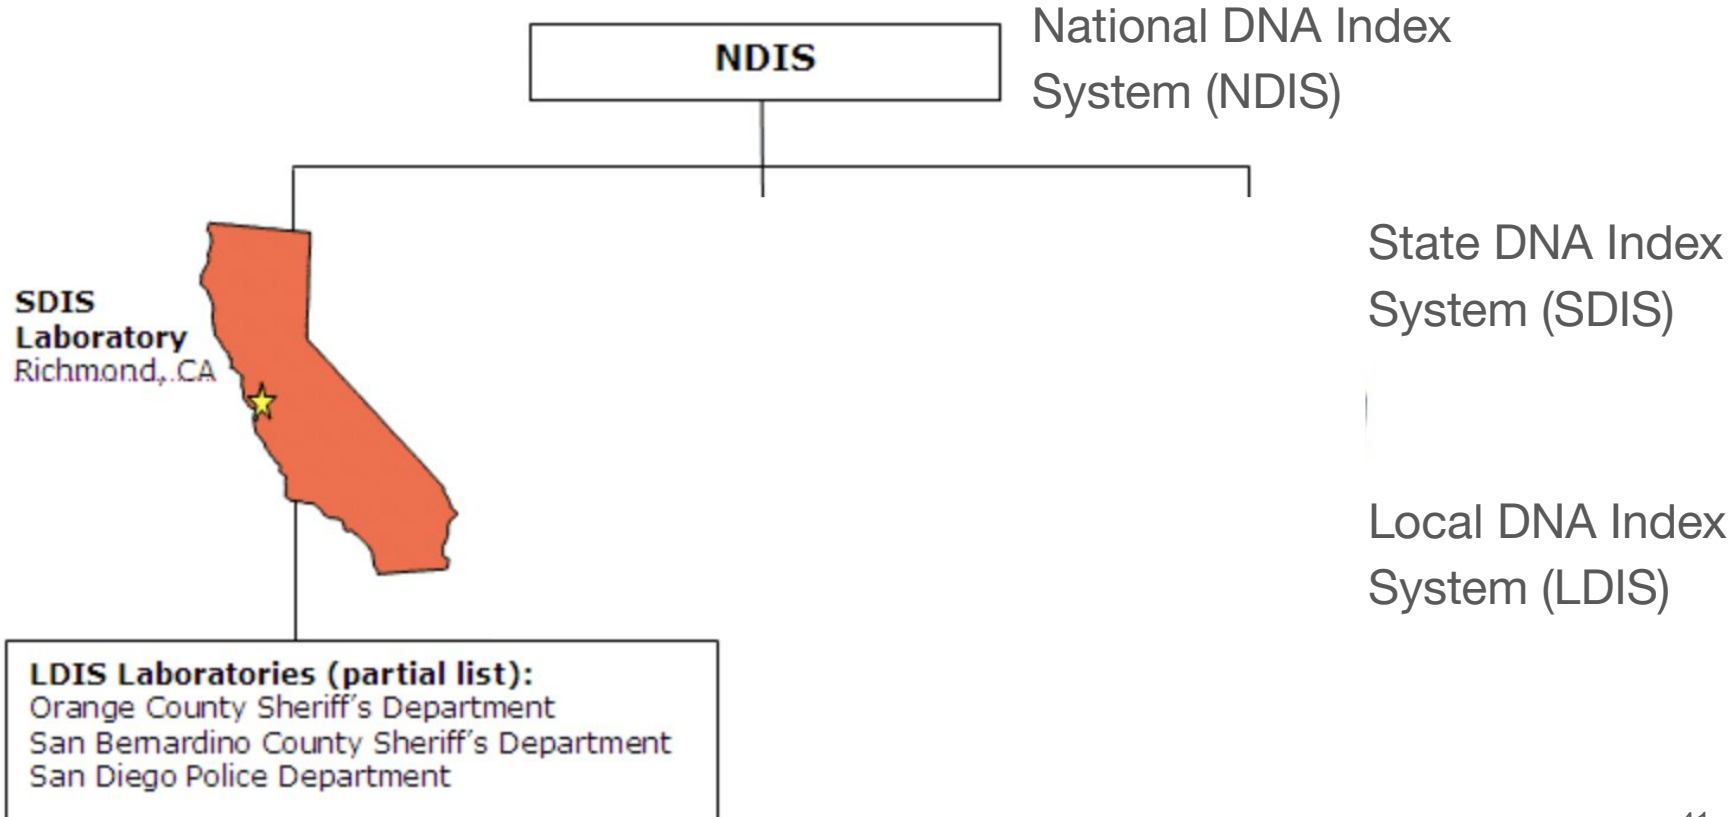 NDIS
National DNA Index
System (NDIS)
SDIS
Laboratory
Richmond, CA
State DNA Index
System (SDIS)
Local DNA Index
System (LDIS)
LDIS Laboratories (partial list):
Orange County Sheriff's Department
San Bernardino County Sheriff's Department
San Diego Police Department